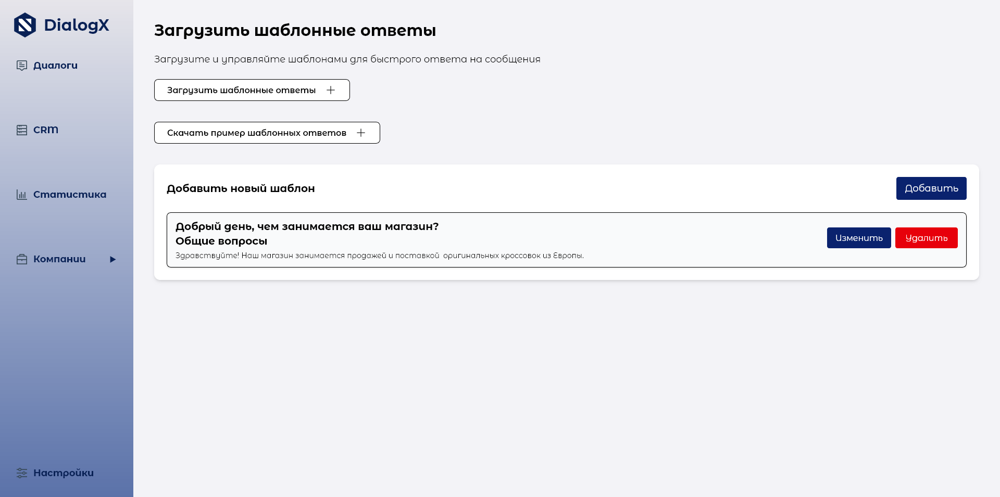 DialogX
Диалоги
CRM
Статистика
Компании
Настройки
Загрузить шаблонные ответы
Загрузите и управляйте шаблонами для быстрого ответа на сообщения
Загрузить шаблонные ответы
Скачать пример шаблонных ответов
Добавить новый шаблон
Добавить
Добрый день, чем занимается ваш магазин?
Общие вопросы
Здравствуйте! Наш магазин занимается продажей и поставкой  оригинальных кроссовок из Европы.
Изменить
Удалить